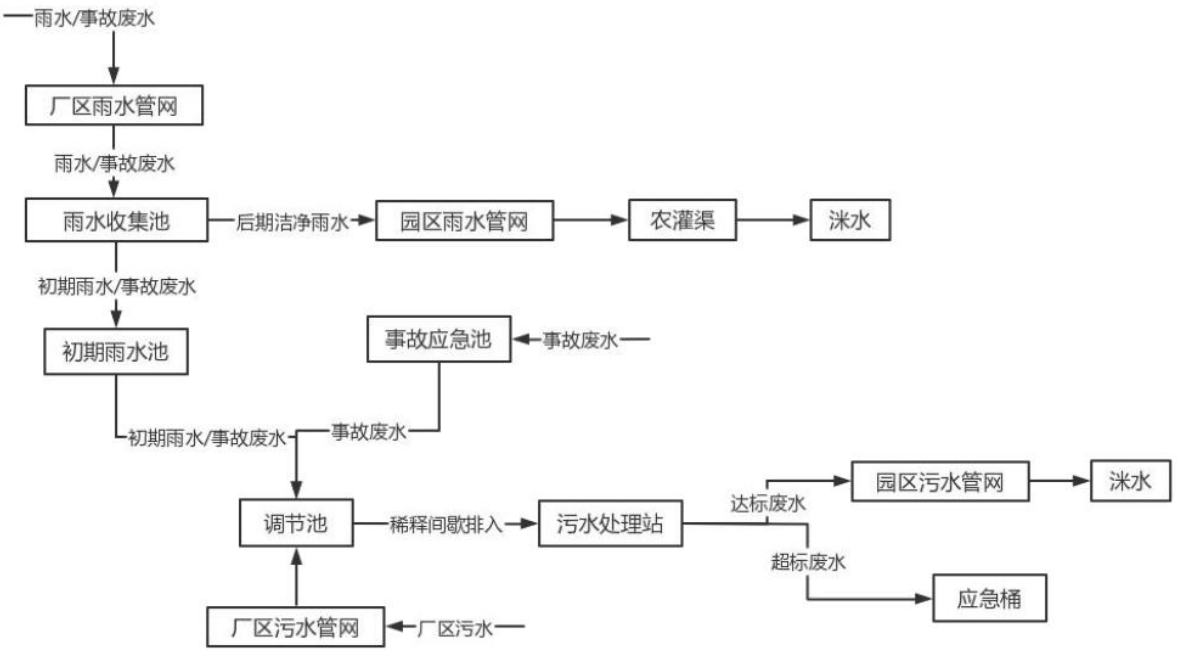 雨水/事故废水
厂区雨水管网
雨水/事故废水
雨水收集池
后期洁净雨水
园区雨水管网
农灌渠
洣水
初期雨水/事故废水
初期雨水池
事故应急池
事故废水
初期雨水/事故废水
事故废水
调节池
稀释间歇排入
污水处理站
达标废水
园区污水管网
洣水
超标废水
应急桶
厂区污水管网
厂区污水